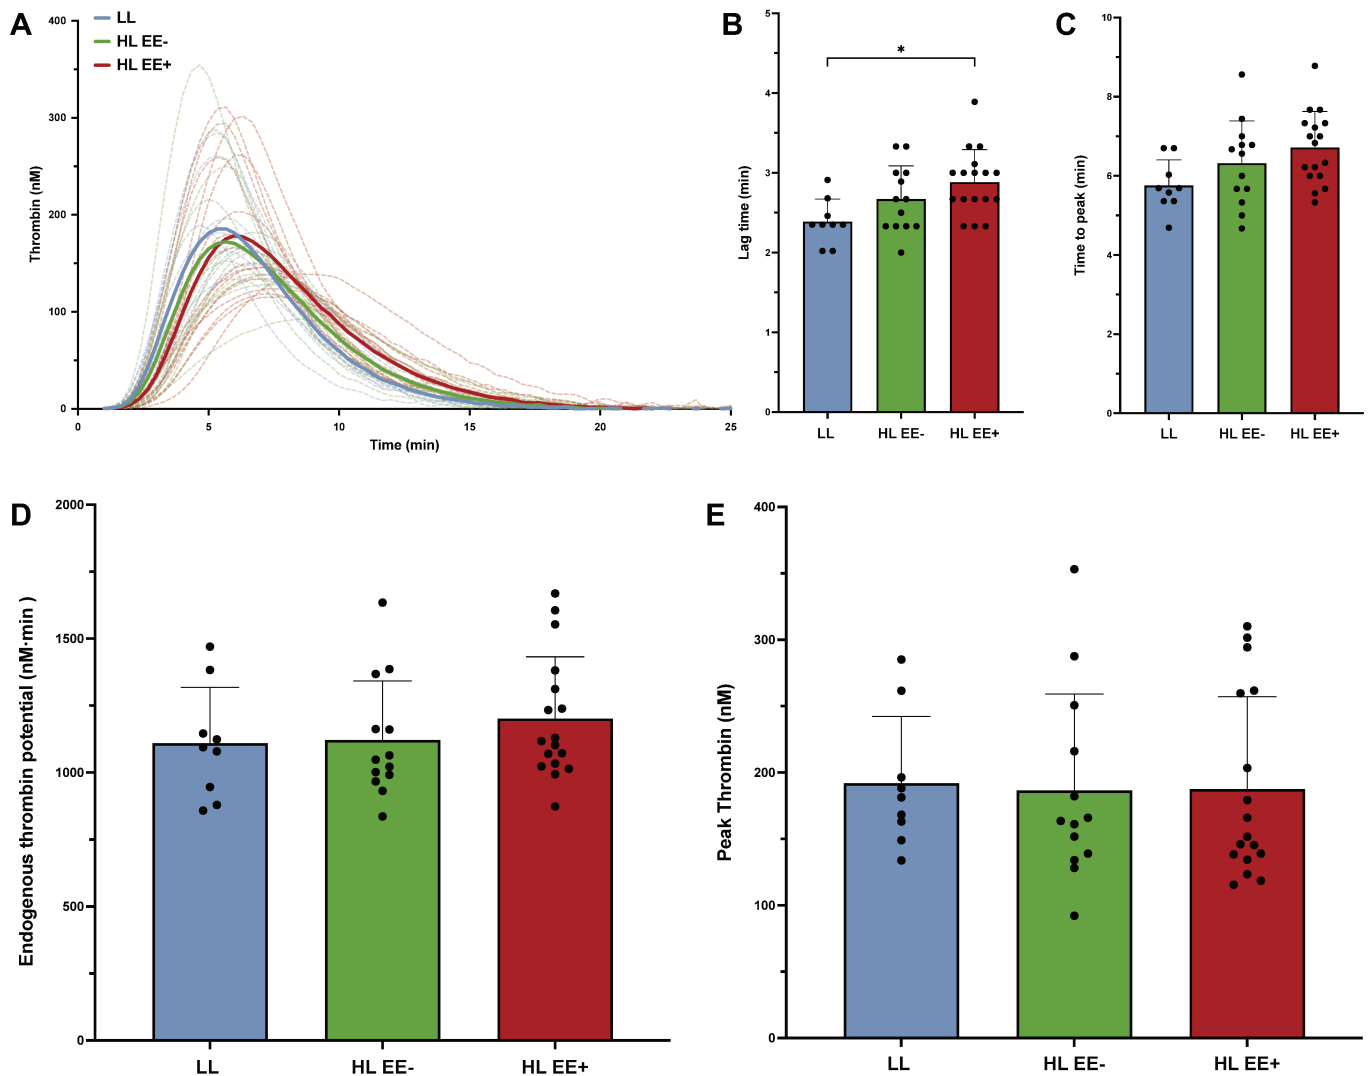 A
LL
HL EE-
HL EE+
Thrombin (nM)
400
300
200
100
0
0 5 10 15 20 25
Time (min)
B
*
Lag time (min)
5
4
3
2
1
0
LL HL EE- HL EE+
C
Time to peak (min)
10
8
6
4
2
0
LL HL EE- HL EE+
D
Endogenous thrombin potential (nM·min )
2000
1500
1000
500
0
LL HL EE- HL EE+
E
Peak Thrombin (nM)
400
300
200
100
0
LL HL EE- HL EE+